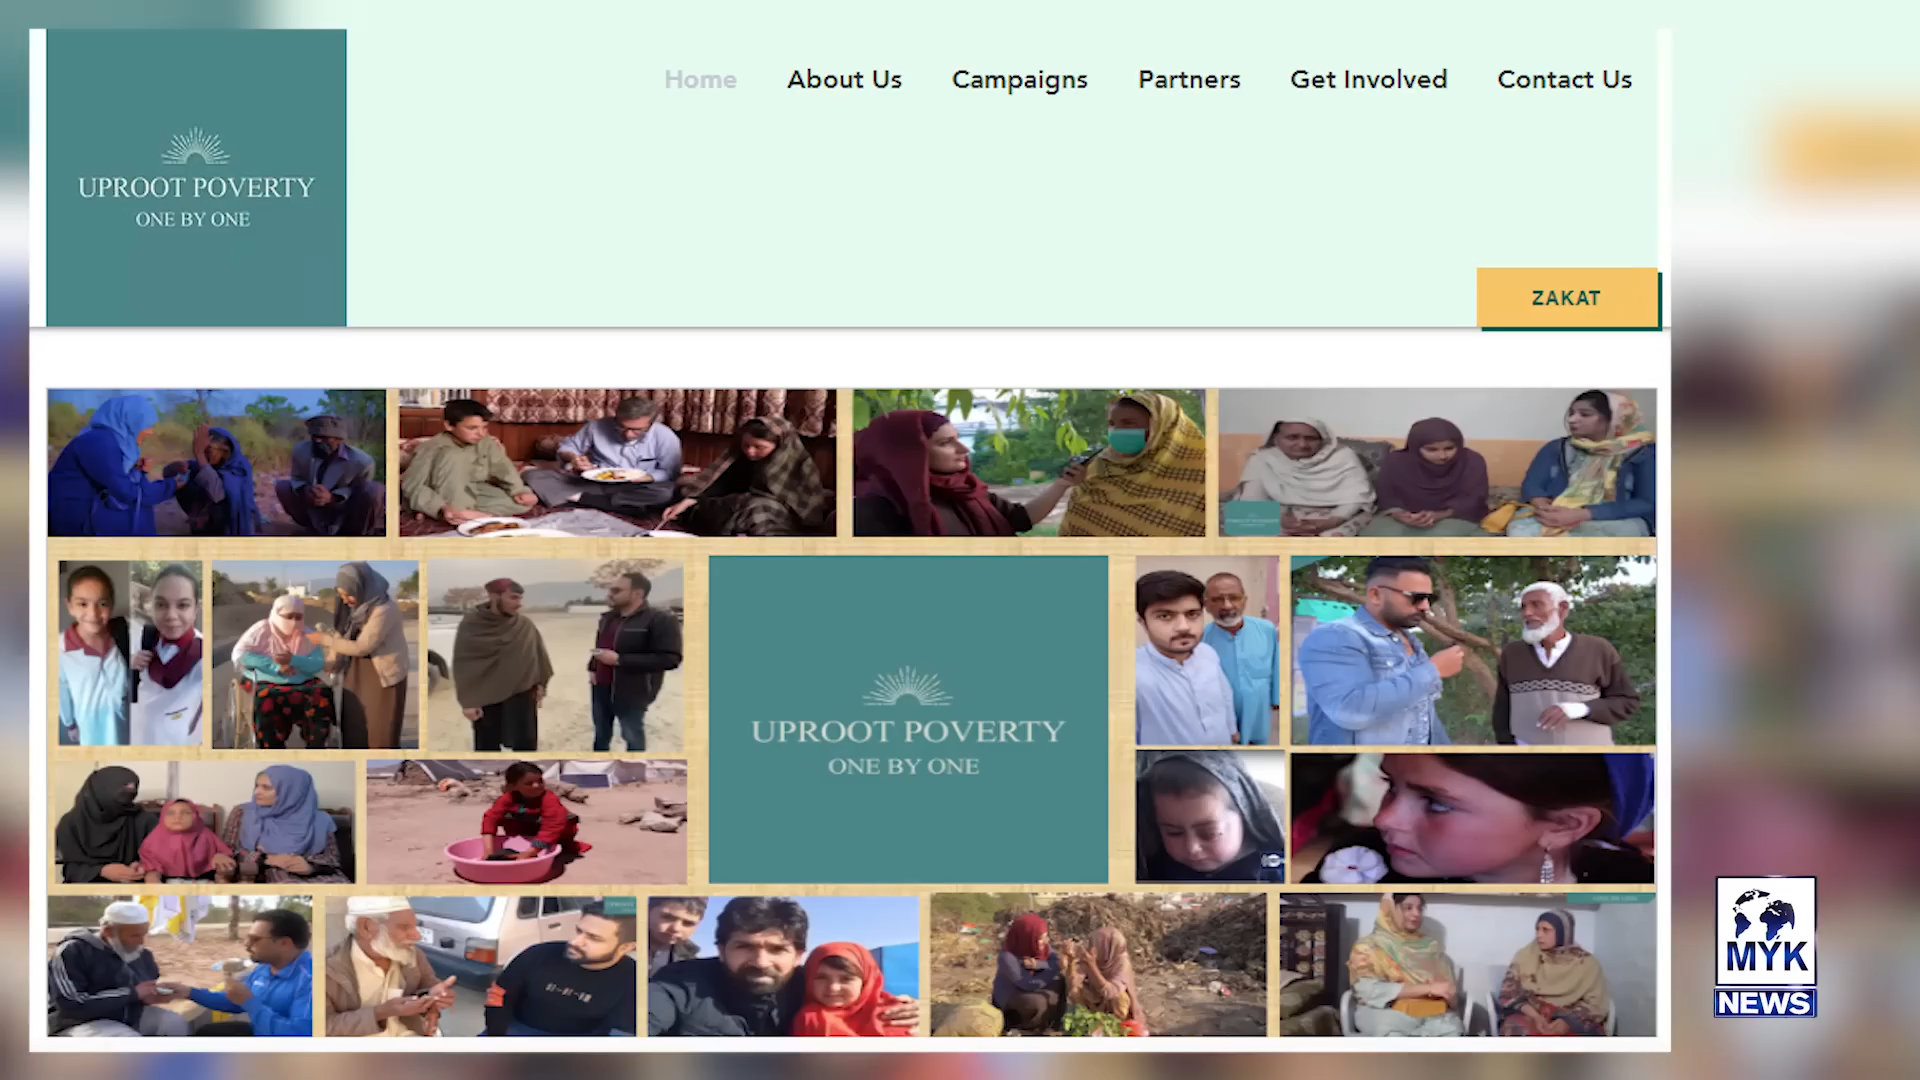 Home About Us Campaigns Partners Get Involved Contact Us
UPROOT POVERTY
ONE BY ONE
ZAKAT
UPROOT POVERTY
ONE BY ONE
MYK
NEWS